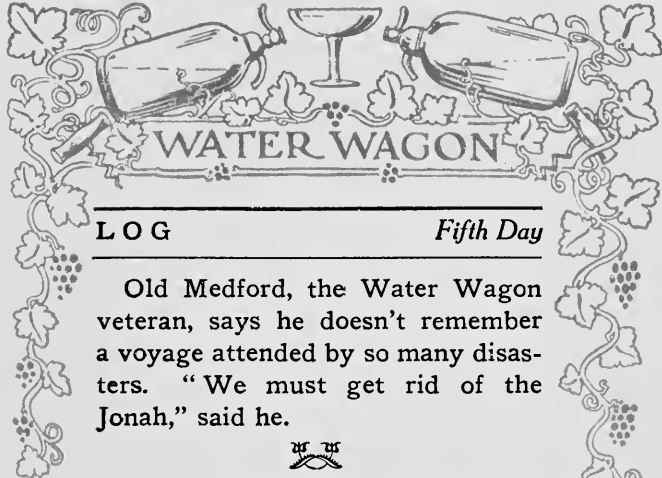 WATER WAGON
LOG Fifth Day
Old Medford, the Water Wagon
veteran, says he doesn't remember
a voyage attended by so many disas-
ters. "We must get rid of the
Jonah," said he.